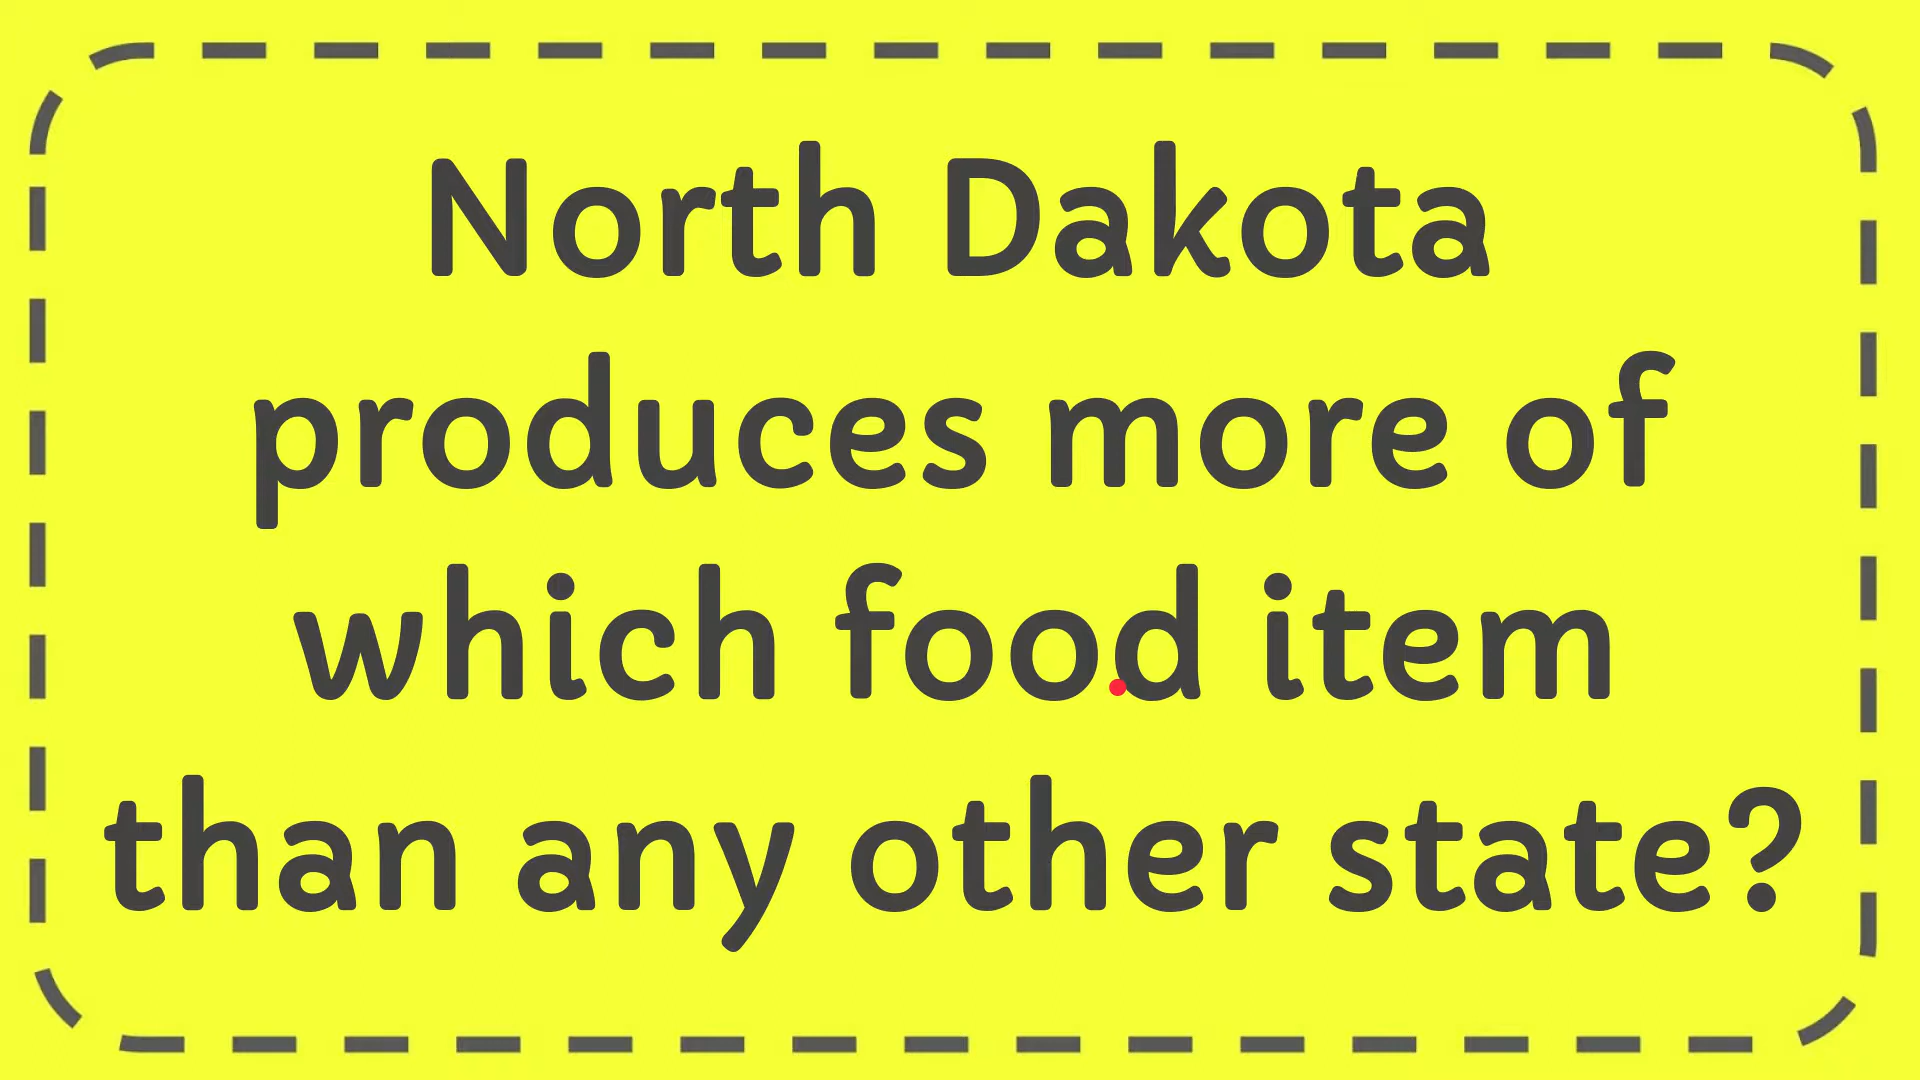 North Dakota
produces more of
which food item
than any other state?